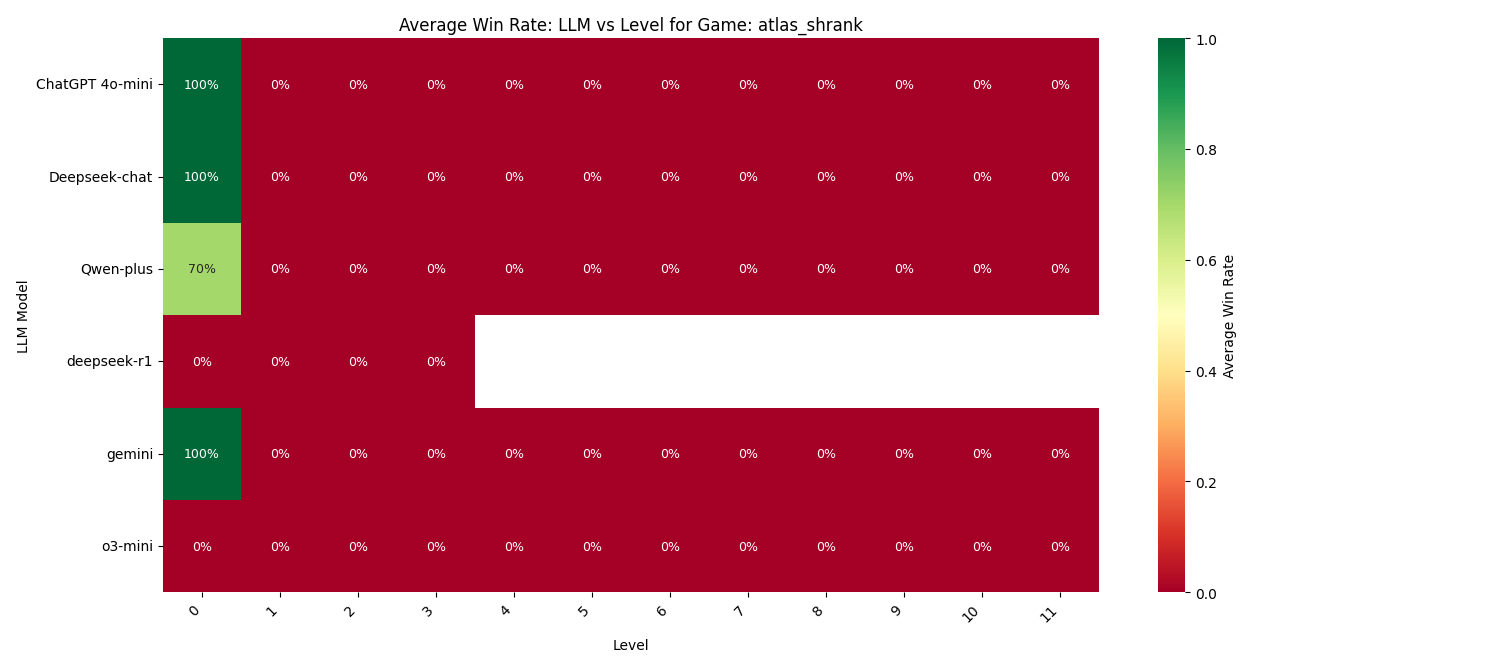 Average Win Rate: LLM vs Level for Game: atlas_shrank
LLM Model
ChatGPT 4o-mini 100% 0% 0% 0% 0% 0% 0% 0% 0% 0% 0% 0%
Deepseek-chat 100% 0% 0% 0% 0% 0% 0% 0% 0% 0% 0% 0%
Qwen-plus 70% 0% 0% 0% 0% 0% 0% 0% 0% 0% 0% 0%
deepseek-r1 0% 0% 0% 0%
gemini 100% 0% 0% 0% 0% 0% 0% 0% 0% 0% 0% 0%
o3-mini 0% 0% 0% 0% 0% 0% 0% 0% 0% 0% 0% 0%
0 1 2 3 4 5 6 7 8 9 10 11
Level
1.0
0.8
0.6
0.4
0.2
0.0
Average Win Rate